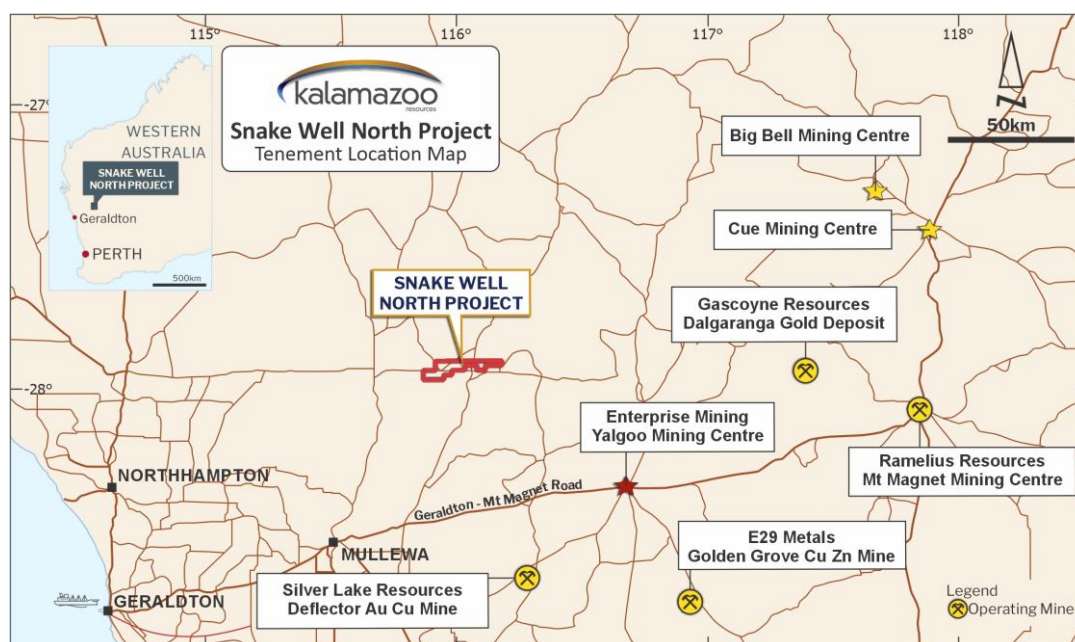 115°
116°
117°
118°
-27°
-28°
WESTERN
AUSTRALIA
SNAKE WELL
NORTH PROJECT
Geraldton
PERTH
500km
kalamazoo
resources
Snake Well North Project
Tenement Location Map
N
50km
Big Bell Mining Centre
Cue Mining Centre
SNAKE WELL
NORTH PROJECT
Gascoyne Resources
Dalgaranga Gold Deposit
Enterprise Mining
Yalgoo Mining Centre
Ramelius Resources
Mt Magnet Mining Centre
NORTHHAMPTON
Geraldton - Mt Magnet Road
MULLEWA
E29 Metals
Golden Grove Cu Zn Mine
Silver Lake Resources
Deflector Au Cu Mine
GERALDTON
Legend
Operating Mine